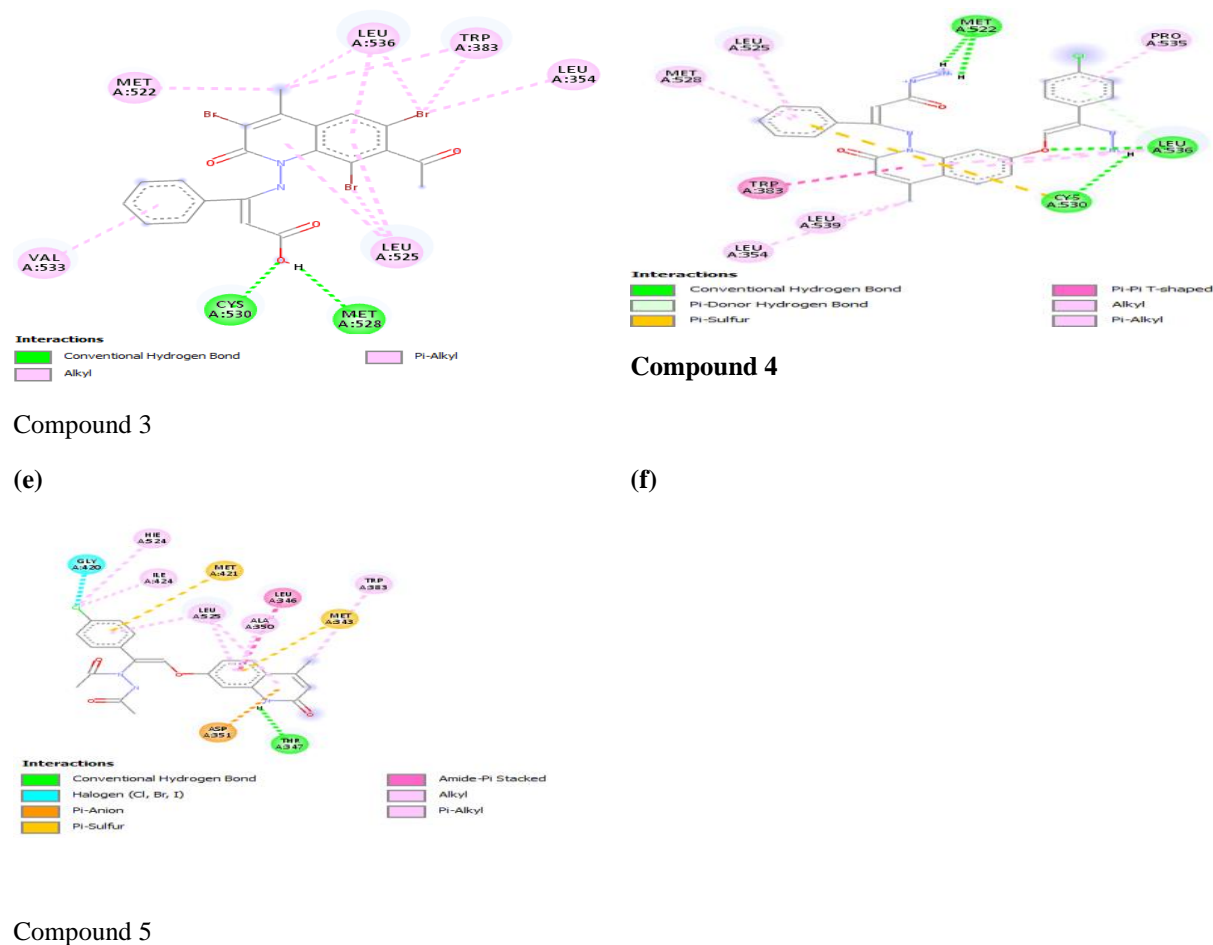 LEU
A:536
TRP
A:383
LEU
A:354
MET
A:522
Br
Br
O
N
O
Br
N
O
O
H
VAL
A:533
LEU
A:525
CYS
A:530
MET
A:528
Interactions
Conventional Hydrogen Bond
Alkyl
Pi-Alkyl
Compound 3
MET
A:522
LEU
A:525
PRO
A:535
MET
A:528
H
H
N
N
Cl
O
N
O
N
O
N
N
H
LEU
A:536
TRP
A:383
CYS
A:530
LEU
A:539
LEU
A:354
Interactions
Conventional Hydrogen Bond
Pi-Donor Hydrogen Bond
Pi-Sulfur
Pi-Pi T-shaped
Alkyl
Pi-Alkyl
Compound 4
(e)
(f)
HIE
A:524
GLY
A:420
ILE
A:424
MET
A:421
LEU
A:346
TRP
A:383
LEU
A:525
ALA
A:350
MET
A:343
Cl
O
N
N
O
O
N
H
O
ASP
A:351
THR
A:347
Interactions
Conventional Hydrogen Bond
Halogen (Cl, Br, I)
Pi-Anion
Pi-Sulfur
Amide-Pi Stacked
Alkyl
Pi-Alkyl
Compound 5